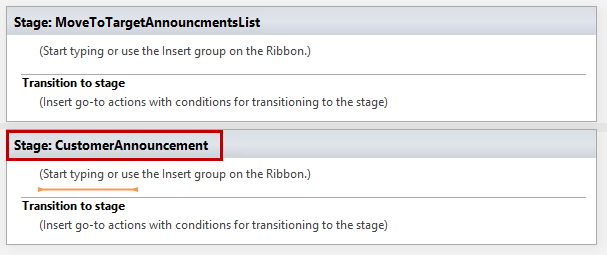 Stage: MoveToTargetAnnouncmentsList
(Start typing or use the Insert group on the Ribbon.)
Transition to stage
(Insert go-to actions with conditions for transitioning to the stage)
Stage: CustomerAnnouncement
(Start typing or use the Insert group on the Ribbon.)
Transition to stage
(Insert go-to actions with conditions for transitioning to the stage)